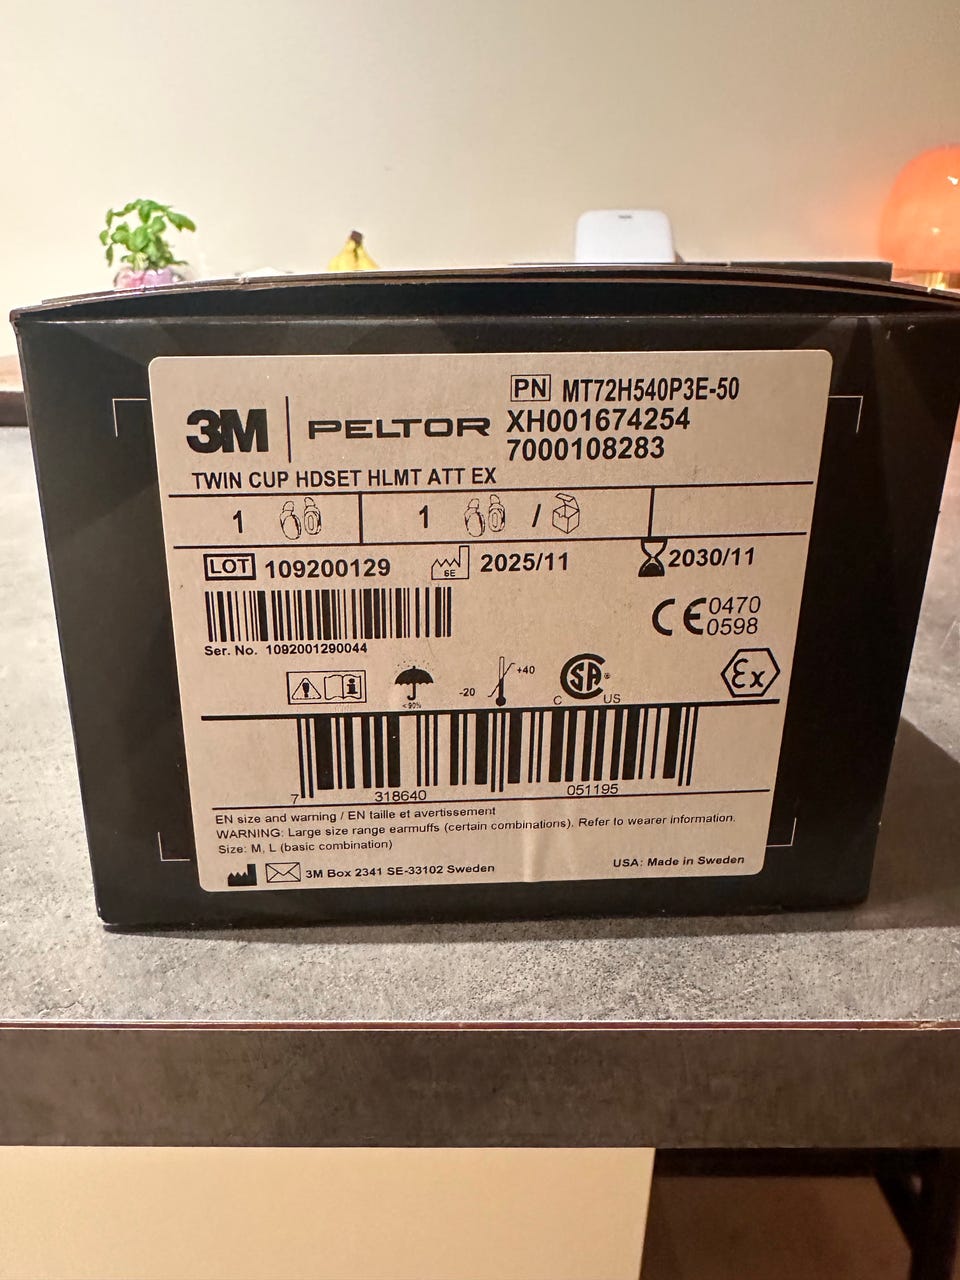 3M PELTOR
PN MT72H540P3E-50
XH001674254
7000108283
TWIN CUP HDSET HLMT ATT EX
1 1 /
LOT 109200129 SE 2025/11 2030/11
CE 0470
0598
Ser. No. 1092001290044
i <90% -20 +40 C SA® US Ex
7 318640 051195
EN size and warning / EN taille et avertissement
WARNING: Large size range earmuffs (certain combinations). Refer to wearer information.
Size: M, L (basic combination)
3M Box 2341 SE-33102 Sweden USA: Made in Sweden